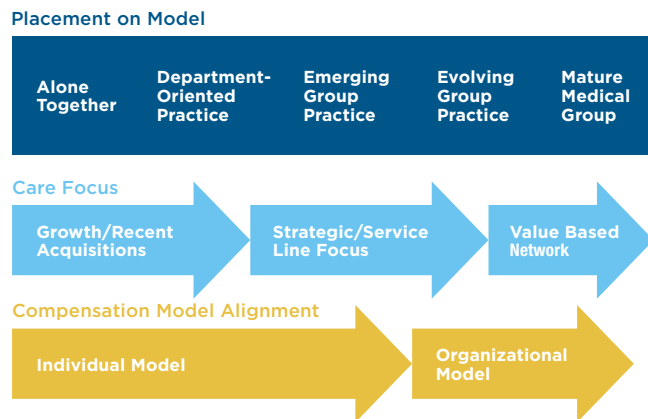 Placement on Model
Alone
Together
Department-
Oriented
Practice
Emerging
Group
Practice
Evolving
Group
Practice
Mature
Medical
Group
Care Focus
Growth/Recent
Acquisitions
Strategic/Service
Line Focus
Value Based
Network
Compensation Model Alignment
Individual Model
Organizational
Model